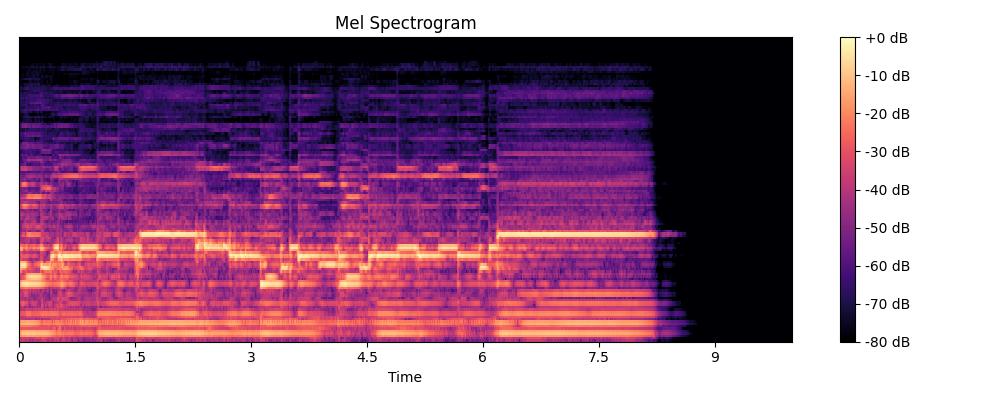 Mel Spectrogram
+0 dB
-10 dB
-20 dB
-30 dB
-40 dB
-50 dB
-60 dB
-70 dB
-80 dB
0 1.5 3 4.5 6 7.5 9
Time